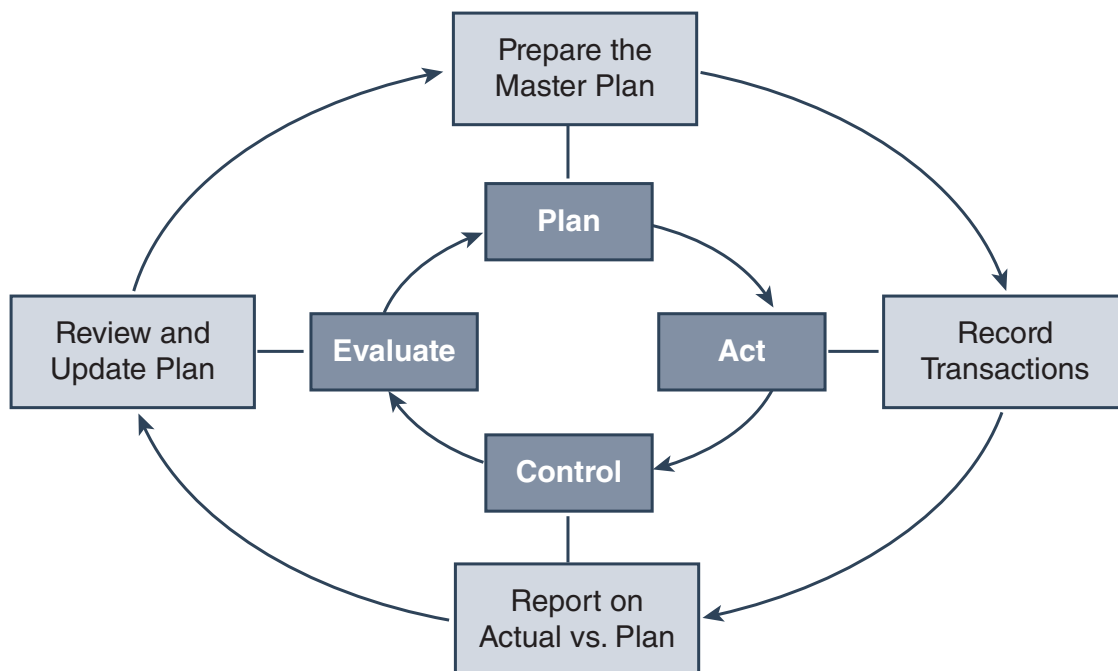 Prepare the
Master Plan
Plan
Review and
Update Plan
Evaluate
Act
Record
Transactions
Control
Report on
Actual vs. Plan